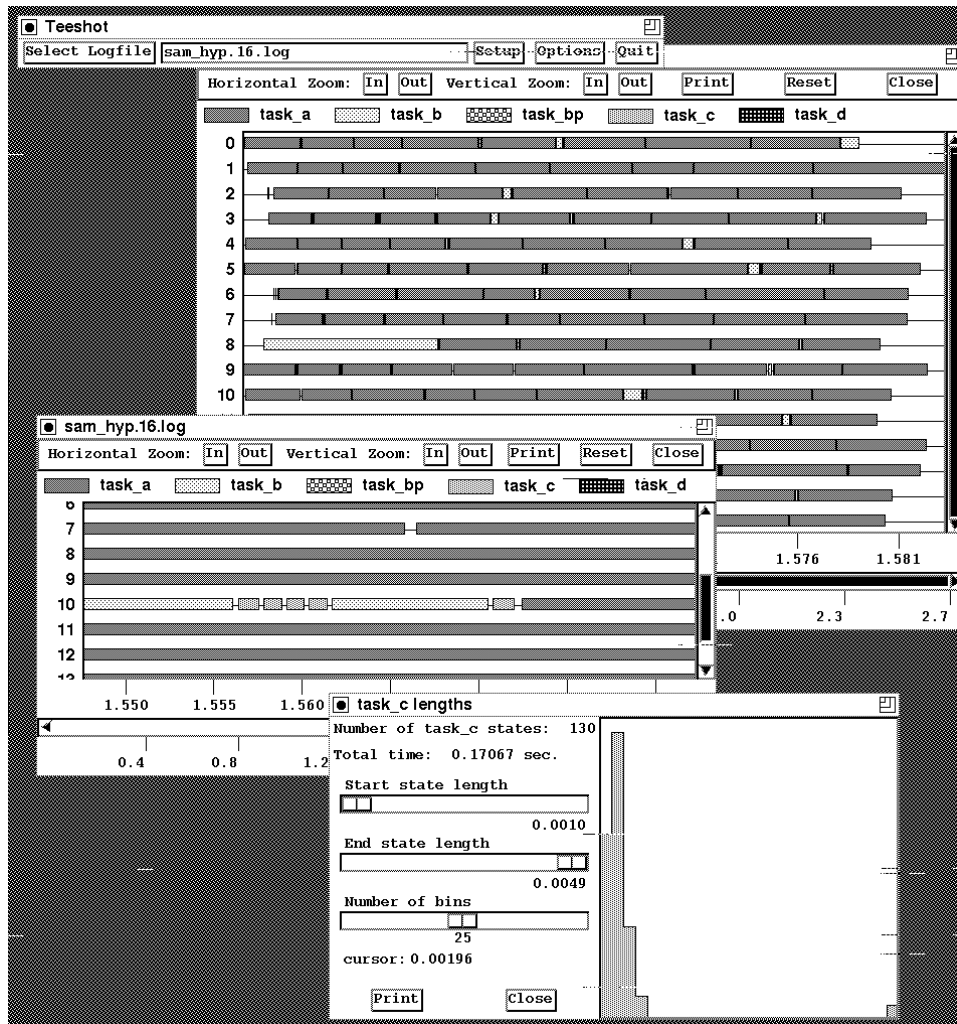 Teeshot
Select Logfile sam_hyp.16.log Setup Options Quit
Horizontal Zoom: In Out Vertical Zoom: In Out Print Reset Close
task_a task_b task_bp task_c task_d
0
1
2
3
4
5
6
7
8
9
10
1.576 1.581
.0 2.3 2.7
sam_hyp.16.log
Horizontal Zoom: In Out Vertical Zoom: In Out Print Reset Close
task_a task_b task_bp task_c task_d
6
7
8
9
10
11
12
13
1.550 1.555 1.560
0.4 0.8 1.2
task_c lengths
Number of task_c states: 130
Total time: 0.17067 sec.
Start state length
0.0010
End state length
0.0049
Number of bins
25
cursor: 0.00196
Print Close